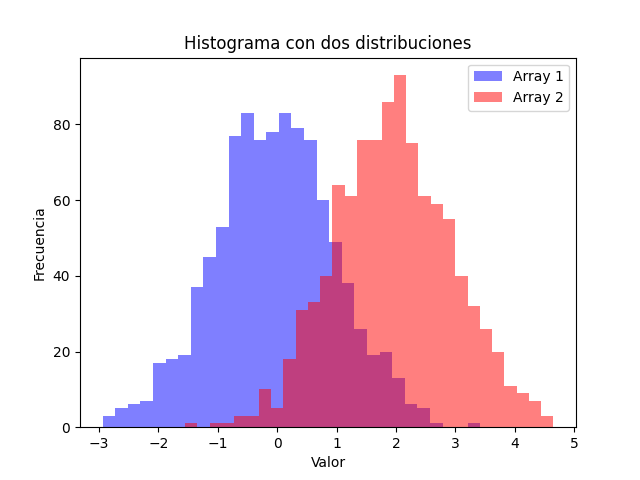 Histograma con dos distribuciones
Array 1
Array 2
Frecuencia
80
60
40
20
0
−3
−2
−1
0
1
2
3
4
5
Valor